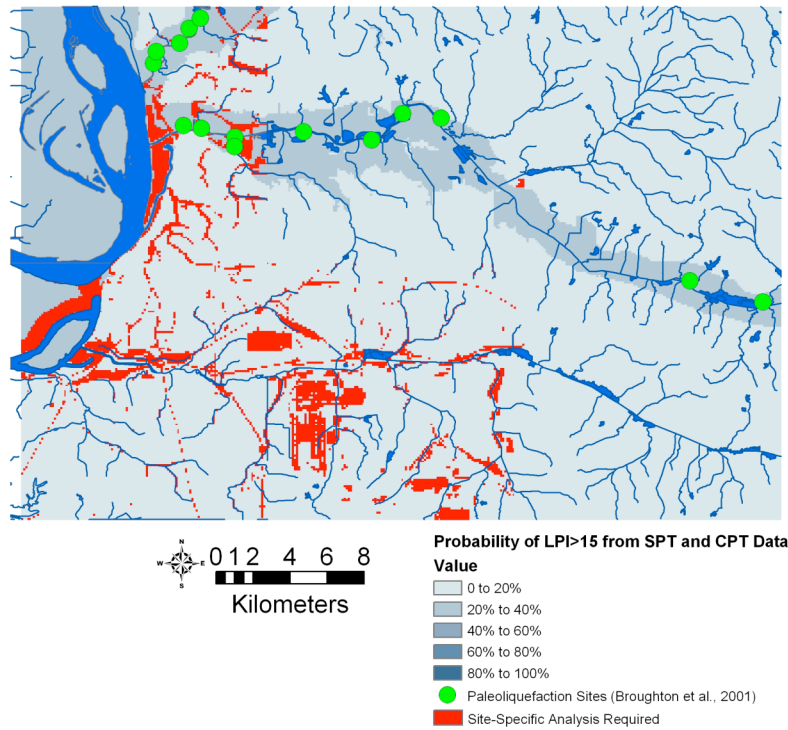 N
W E
S
0 1 2 4 6 8
Kilometers
Probability of LPI>15 from SPT and CPT Data
Value
0 to 20%
20% to 40%
40% to 60%
60% to 80%
80% to 100%
Paleoliquefaction Sites (Broughton et al., 2001)
Site-Specific Analysis Required